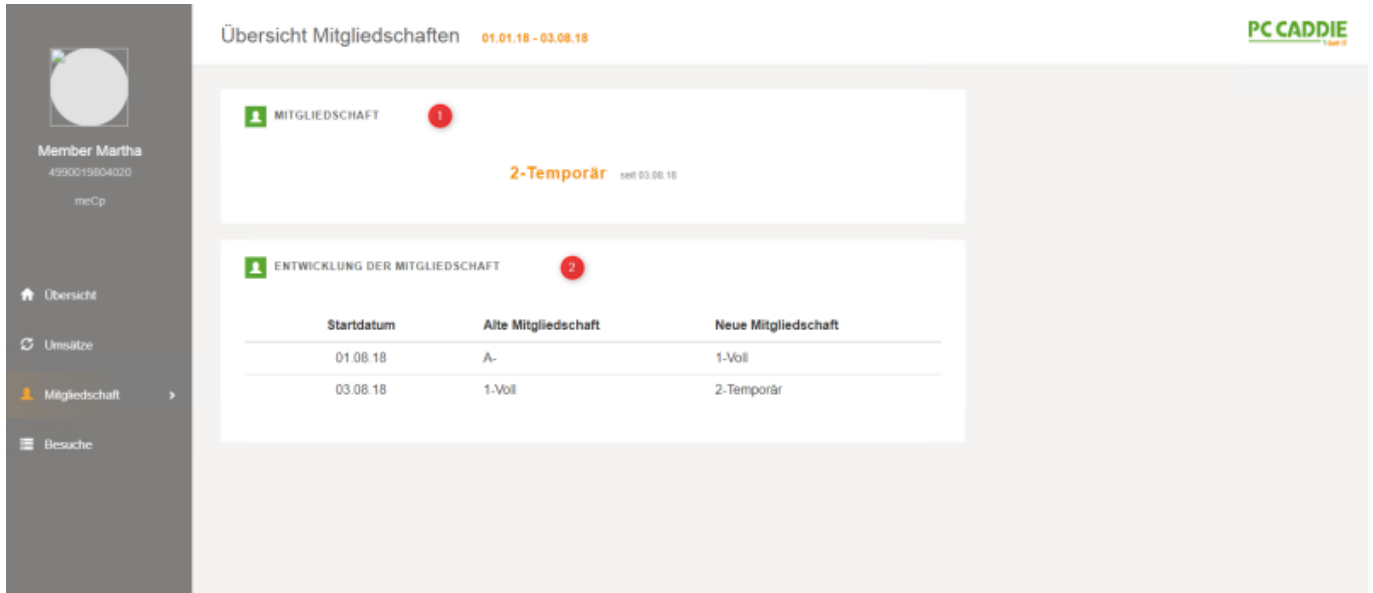 Übersicht Mitgliedschaften 01.01.18 - 03.08.18
PC CADDIE
Member Martha
4990019804020
meCp
Übersicht
Umsätze
Mitgliedschaft
Besuche
MITGLIEDSCHAFT 1
2-Temporär seit 03.08.18
ENTWICKLUNG DER MITGLIEDSCHAFT 2
Startdatum Alte Mitgliedschaft Neue Mitgliedschaft
01.08.18 A- 1-Voll
03.08.18 1-Voll 2-Temporär